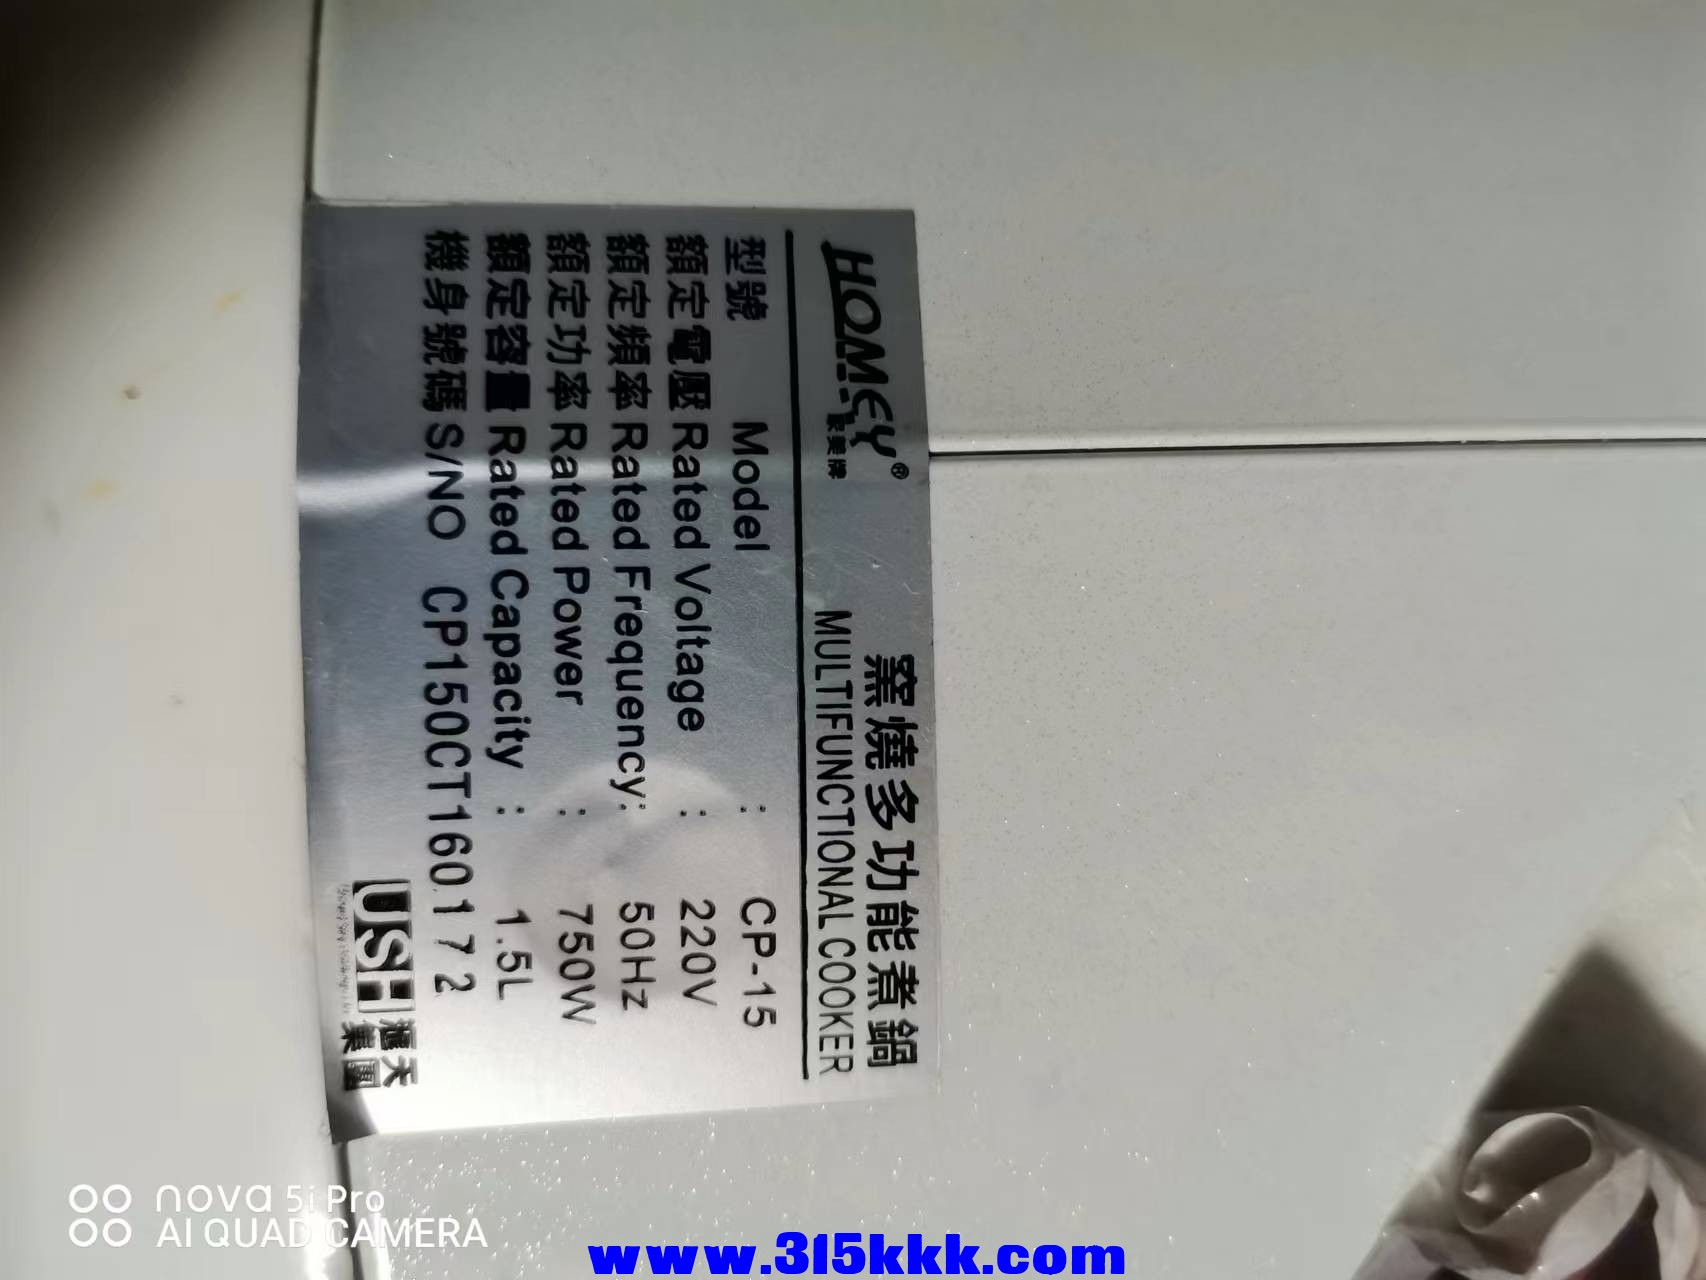 HOMEY®
豪美牌
窯燒多功能煮鍋
MULTIFUNCTIONAL COOKER
型號 Model : CP-15
額定電壓 Rated Voltage : 220V
額定頻率 Rated Frequency: 50Hz
額定功率 Rated Power : 750W
額定容量 Rated Capacity : 1.5L
機身號碼 S/NO CP150CT160172
USH 滙天
集團
nova 5i Pro
AI QUAD CAMERA
www.315kkk.com